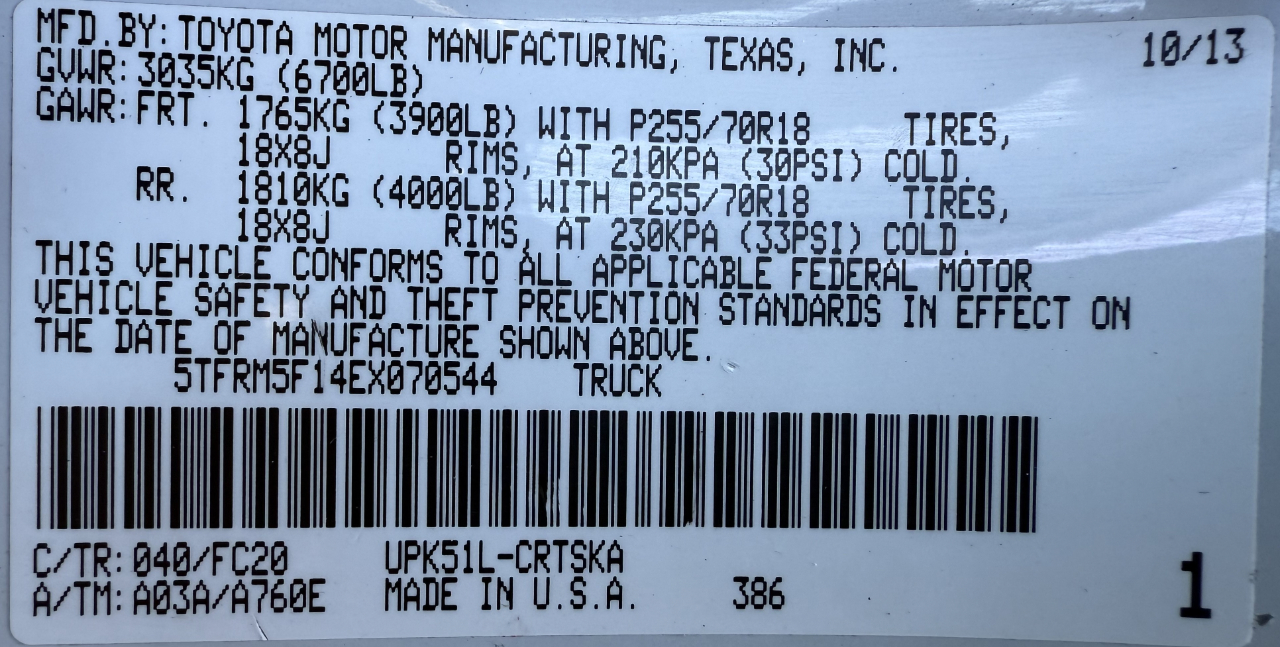 MFD.BY: TOYOTA MOTOR MANUFACTURING, TEXAS, INC. 10/13
GVWR: 3035KG (6700LB)
GAWR: FRT. 1765KG (3900LB) WITH P255/70R18 TIRES,
18X8J RIMS, AT 210KPA (30PSI) COLD.
RR. 1810KG (4000LB) WITH P255/70R18 TIRES,
18X8J RIMS, AT 230KPA (33PSI) COLD.
THIS VEHICLE CONFORMS TO ALL APPLICABLE FEDERAL MOTOR
VEHICLE SAFETY AND THEFT PREVENTION STANDARDS IN EFFECT ON
THE DATE OF MANUFACTURE SHOWN ABOVE.
5TFRM5F14EX070544 TRUCK
C/TR: 040/FC20 UPK51L-CRTSKA
A/TM: A03A/A760E MADE IN U.S.A. 386 1